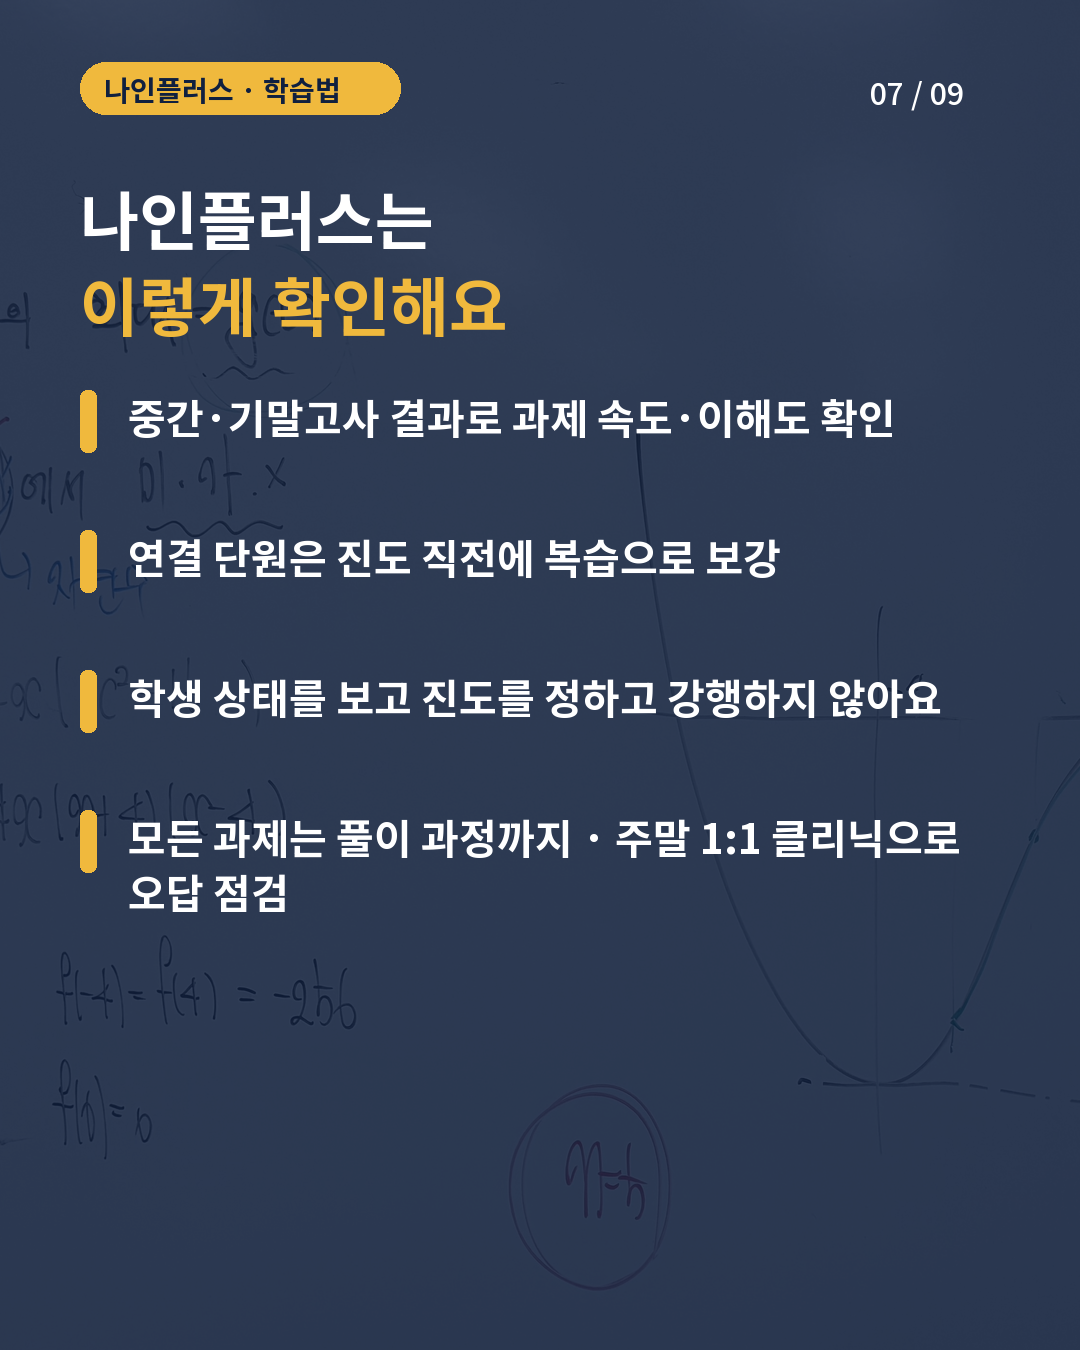 나인플러스 · 학습법
07 / 09
나인플러스는
이렇게 확인해요
중간·기말고사 결과로 과제 속도·이해도 확인
연결 단원은 진도 직전에 복습으로 보강
학생 상태를 보고 진도를 정하고 강행하지 않아요
모든 과제는 풀이 과정까지 · 주말 1:1 클리닉으로
오답 점검
f(-4)=f(4) = -256